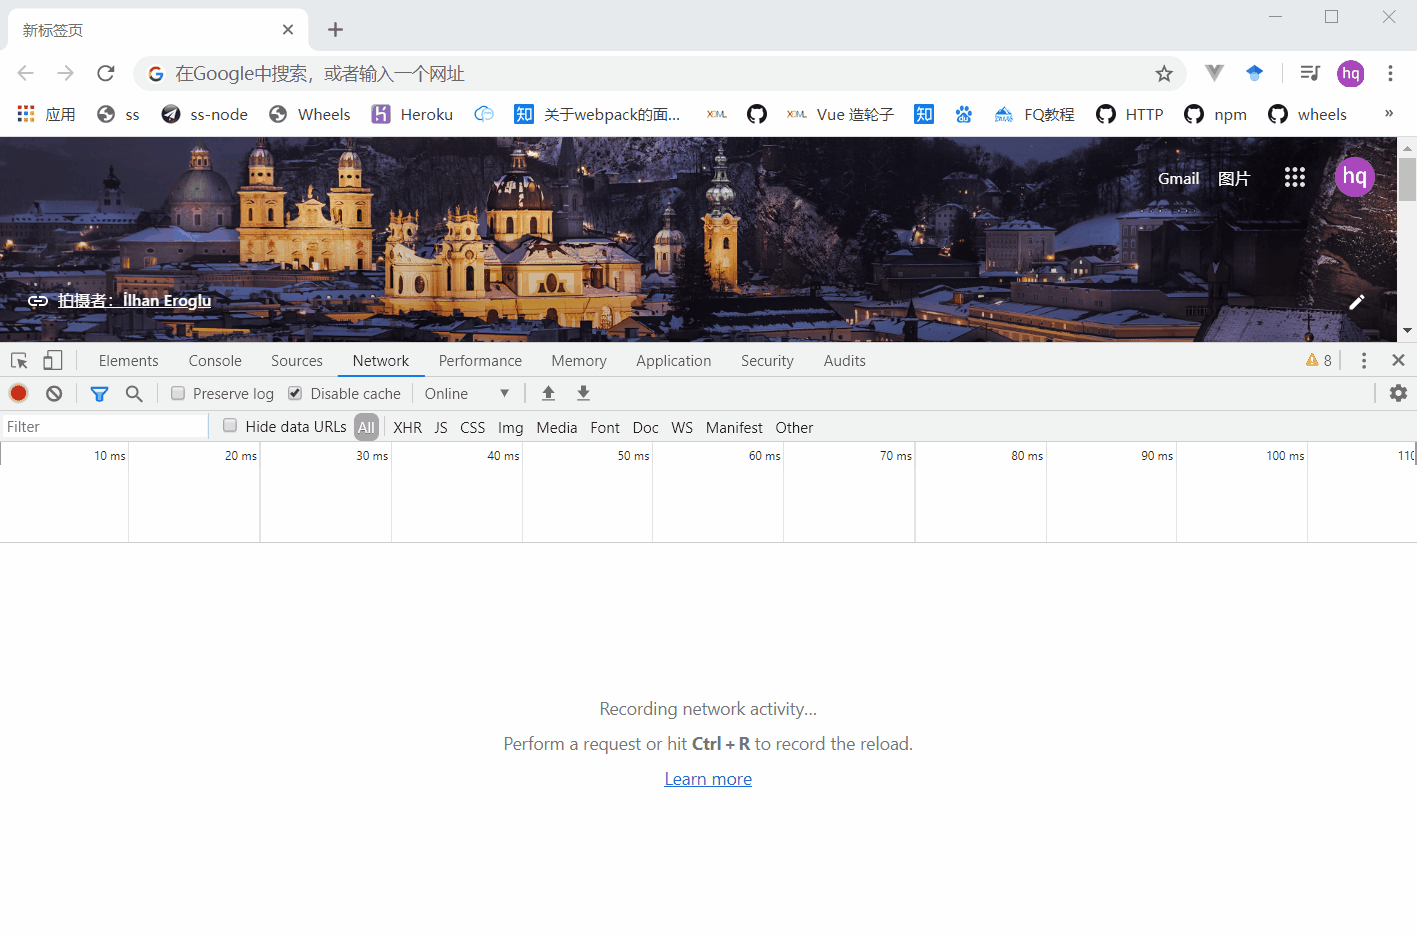 新标签页
在Google中搜索，或者输入一个网址
hq
应用 ss ss-node Wheels Heroku 知 关于webpack的面... XOML XOML Vue 造轮子 知 FQ教程 HTTP npm wheels »
Gmail 图片 hq
拍摄者：İlhan Eroglu
Elements Console Sources Network Performance Memory Application Security Audits 8
Preserve log Disable cache Online
Filter Hide data URLs All XHR JS CSS Img Media Font Doc WS Manifest Other
10 ms 20 ms 30 ms 40 ms 50 ms 60 ms 70 ms 80 ms 90 ms 100 ms
Recording network activity...
Perform a request or hit Ctrl + R to record the reload.
Learn more